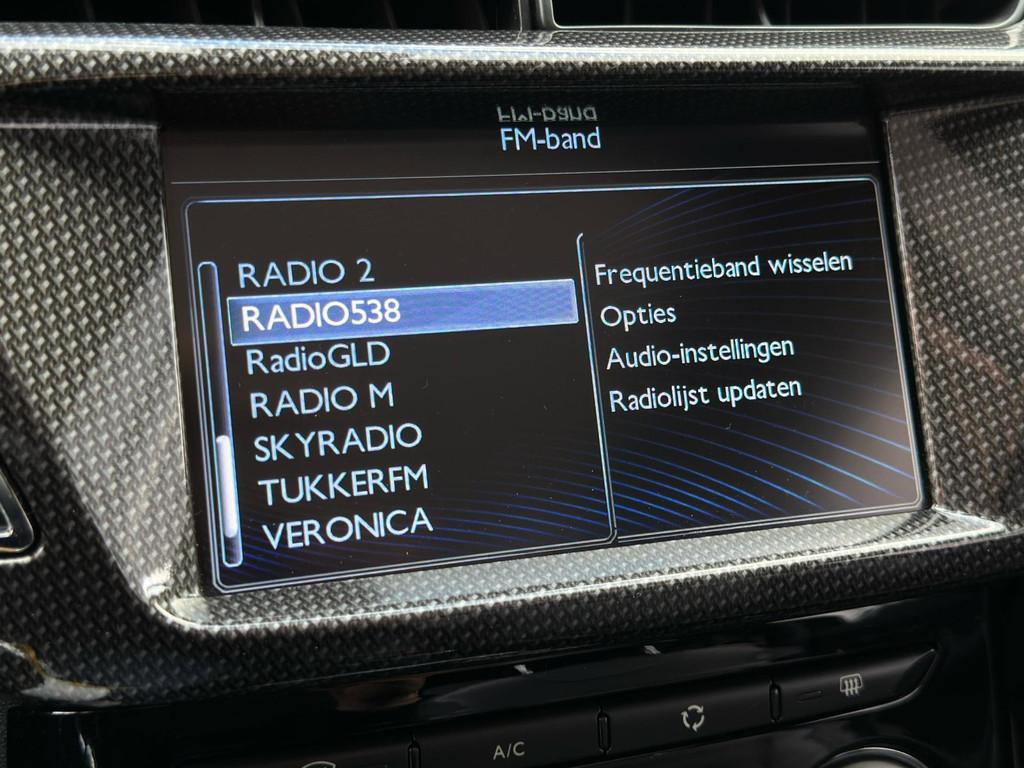 FM-band
RADIO 2
RADIO538
RadioGLD
RADIO M
SKYRADIO
TUKKERFM
VERONICA
Frequentieband wisselen
Opties
Audio-instellingen
Radiolijst updaten
A/C